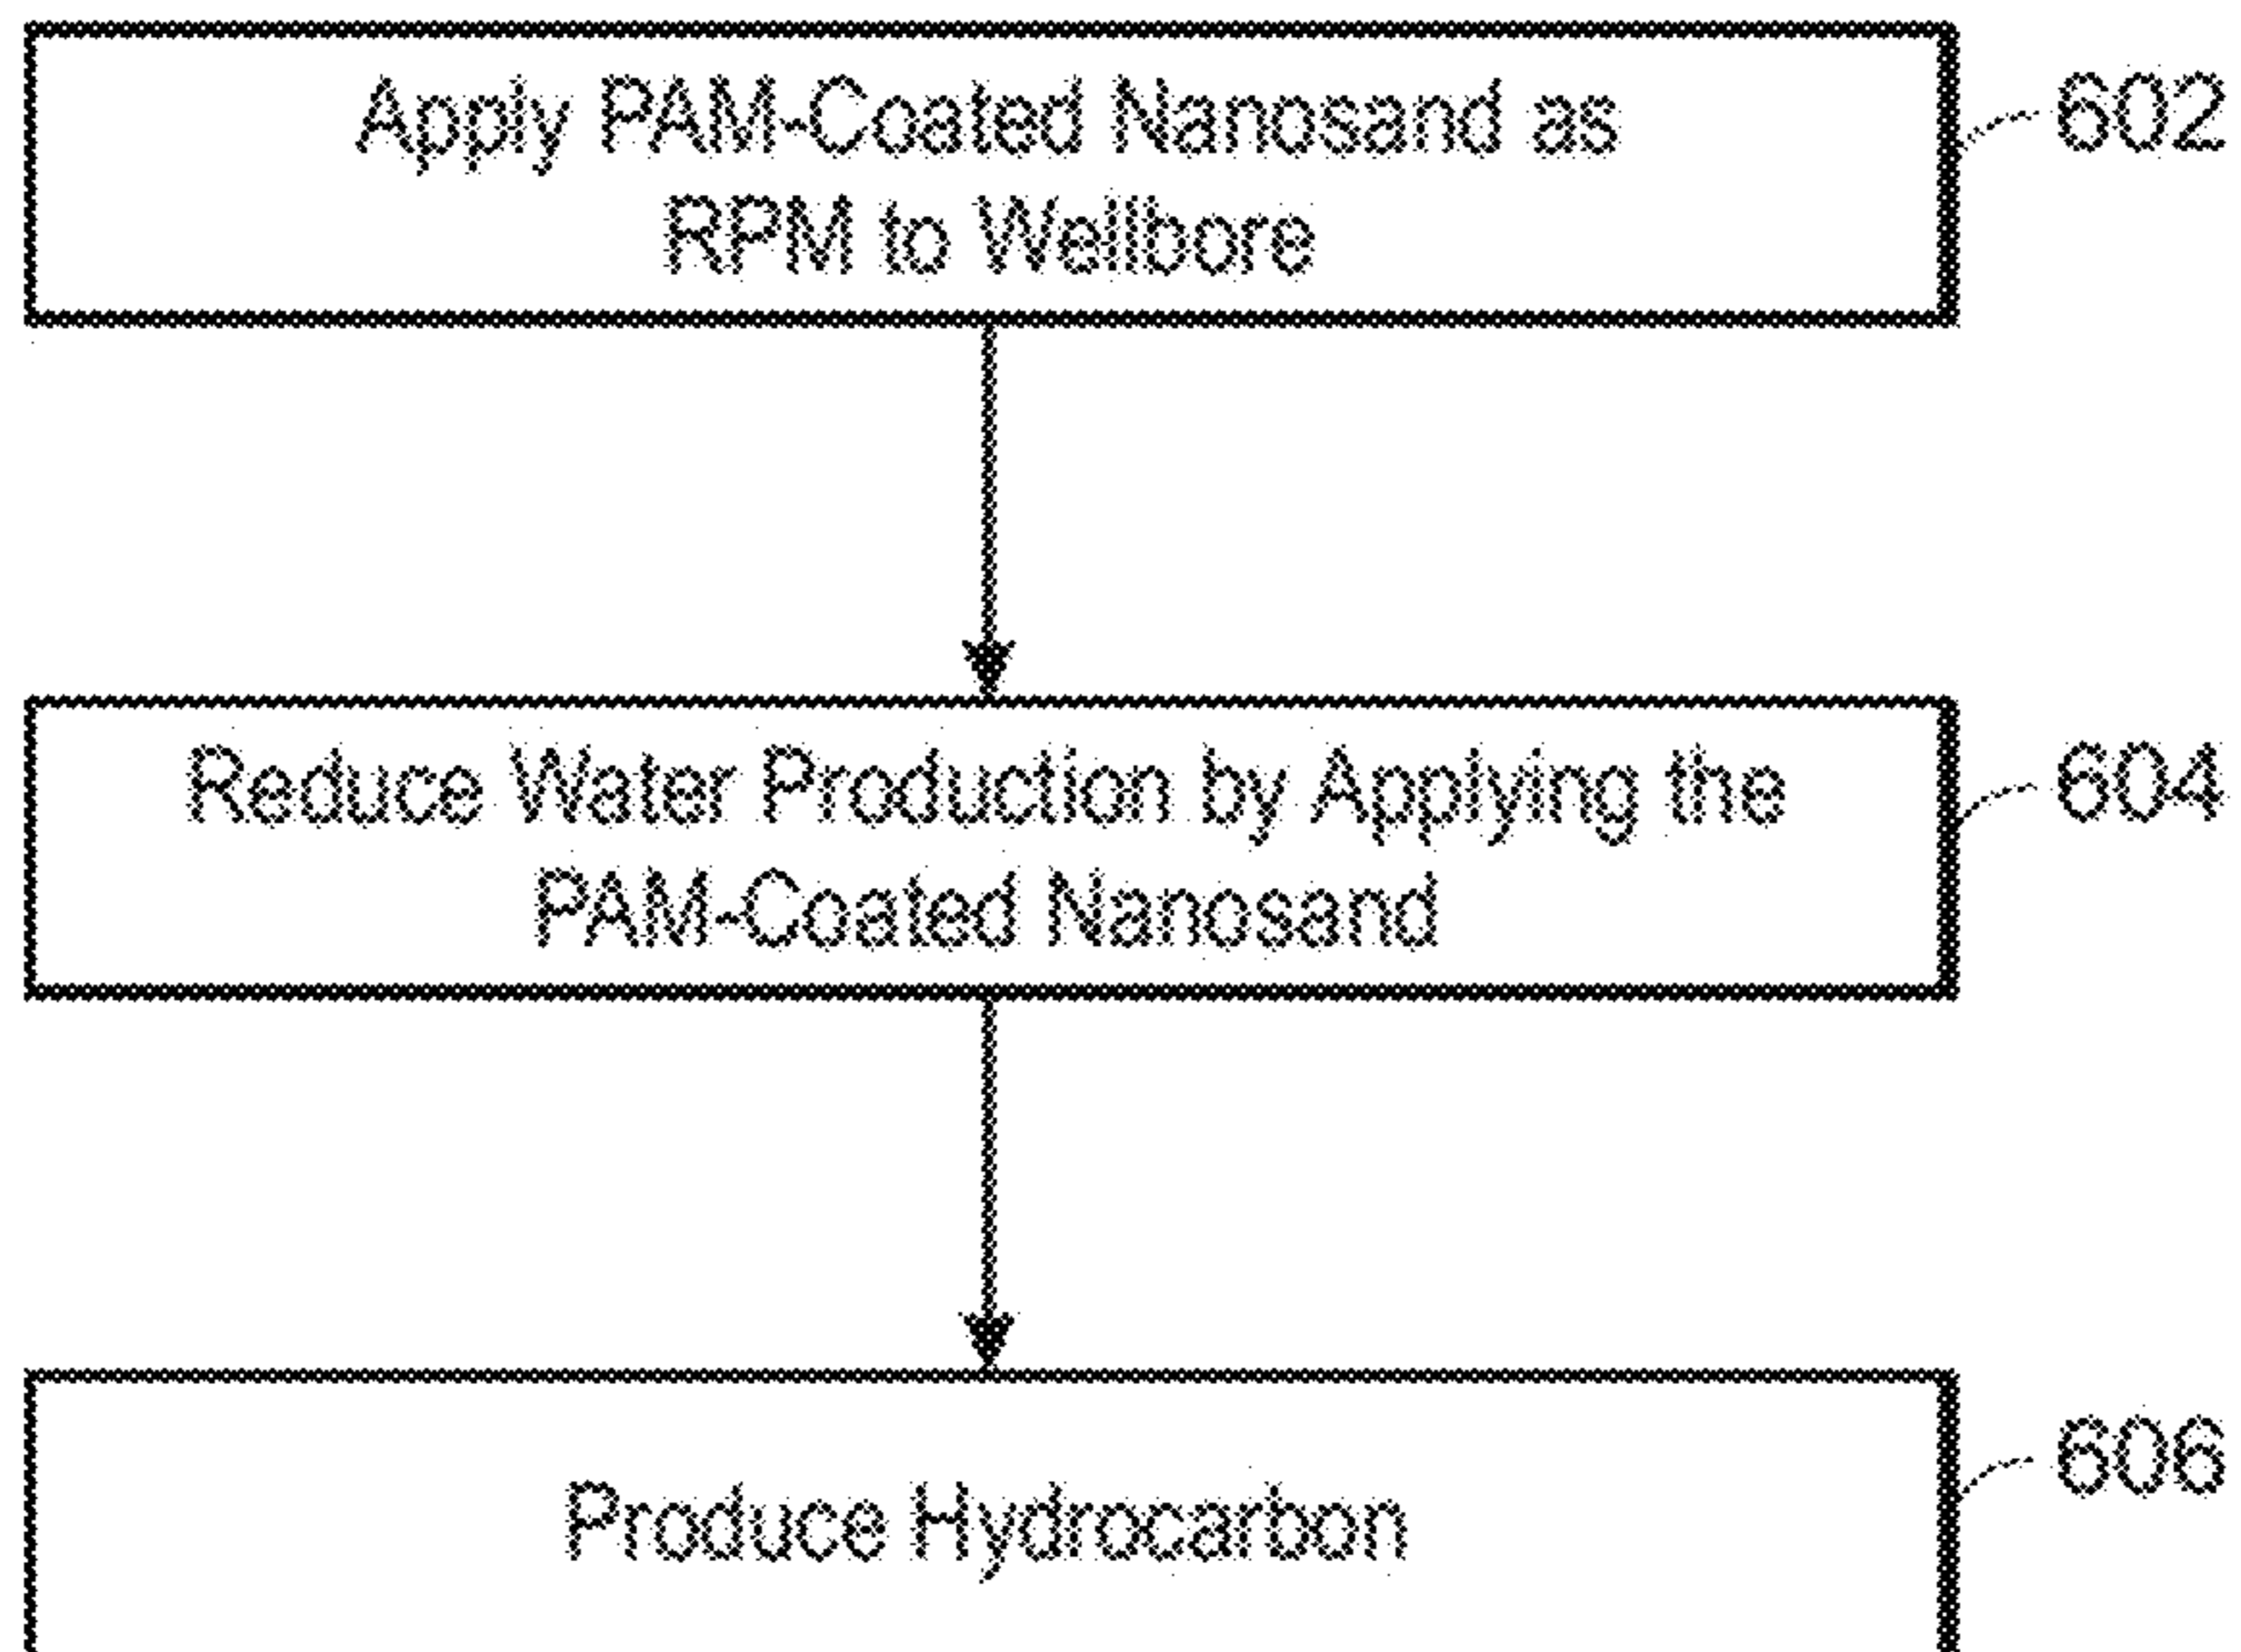 Apply PAM-Coated Nanosand as
RPM to Wellbore
602
Reduce Water Production by Applying the
PAM-Coated Nanosand
604
Produce Hydrocarbon
606